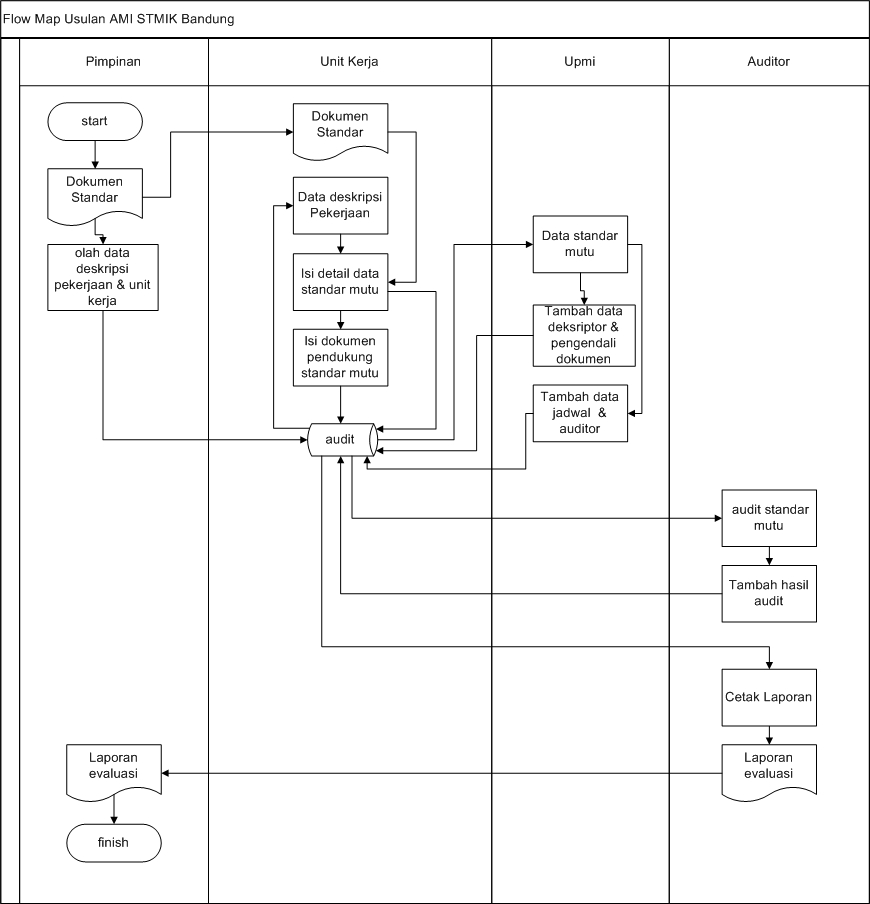 Flow Map Usulan AMI STMIK Bandung
Pimpinan
Unit Kerja
Upmi
Auditor
start
Dokumen
Standar
olah data
deskripsi
pekerjaan & unit
kerja
Dokumen
Standar
Data deskripsi
Pekerjaan
Isi detail data
standar mutu
Isi dokumen
pendukung
standar mutu
audit
Data standar
mutu
Tambah data
deksriptor &
pengendali
dokumen
Tambah data
jadwal &
auditor
audit standar
mutu
Tambah hasil
audit
Cetak Laporan
Laporan
evaluasi
Laporan
evaluasi
finish